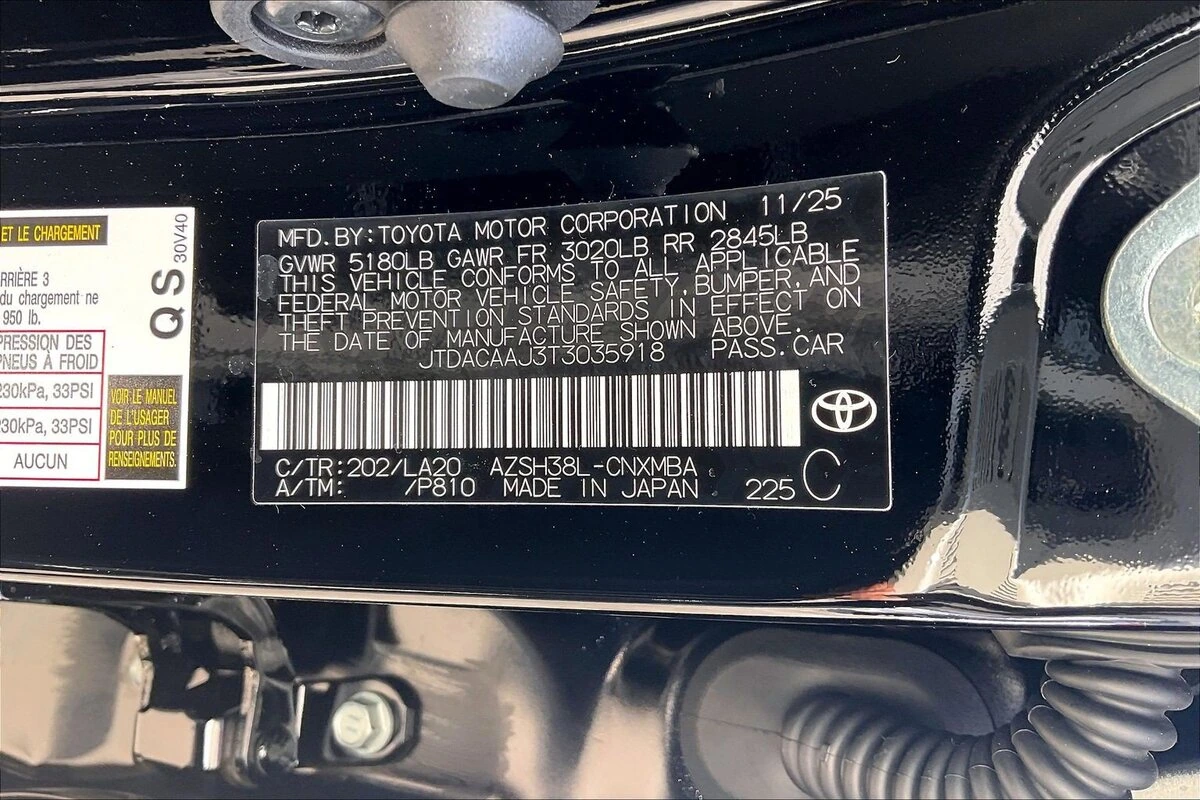 ET LE CHARGEMENT
ARRIÈRE 3
du chargement ne
950 lb.
PRESSION DES
PNEUS À FROID
230kPa, 33PSI
230kPa, 33PSI
AUCUN
QS
30V40
VOIR LE MANUEL
DE L'USAGER
POUR PLUS DE
RENSEIGNEMENTS.
MFD.BY:TOYOTA MOTOR CORPORATION 11/25
GVWR 5180LB GAWR FR 3020LB RR 2845LB
THIS VEHICLE CONFORMS TO ALL APPLICABLE
FEDERAL MOTOR VEHICLE SAFETY,BUMPER,AND
THEFT PREVENTION STANDARDS IN EFFECT ON
THE DATE OF MANUFACTURE SHOWN ABOVE.
JTDACAAJ3T3035918 PASS.CAR
C/TR:202/LA20 AZSH38L-CNXMBA
A/TM: /P810 MADE IN JAPAN 225 C